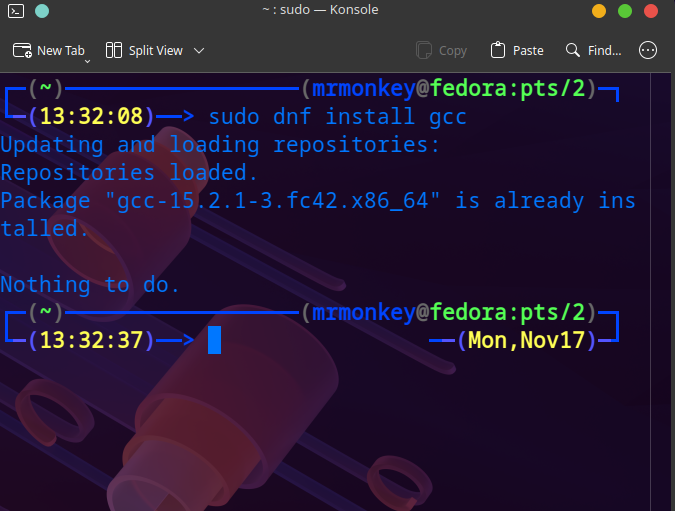 ~ : sudo — Konsole
New Tab Split View Copy Paste Find...
(~) (mrmonkey@fedora:pts/2)
(13:32:08)—> sudo dnf install gcc
Updating and loading repositories:
Repositories loaded.
Package "gcc-15.2.1-3.fc42.x86_64" is already ins
talled.
Nothing to do.
(~) (mrmonkey@fedora:pts/2)
(13:32:37)—> (Mon,Nov17)